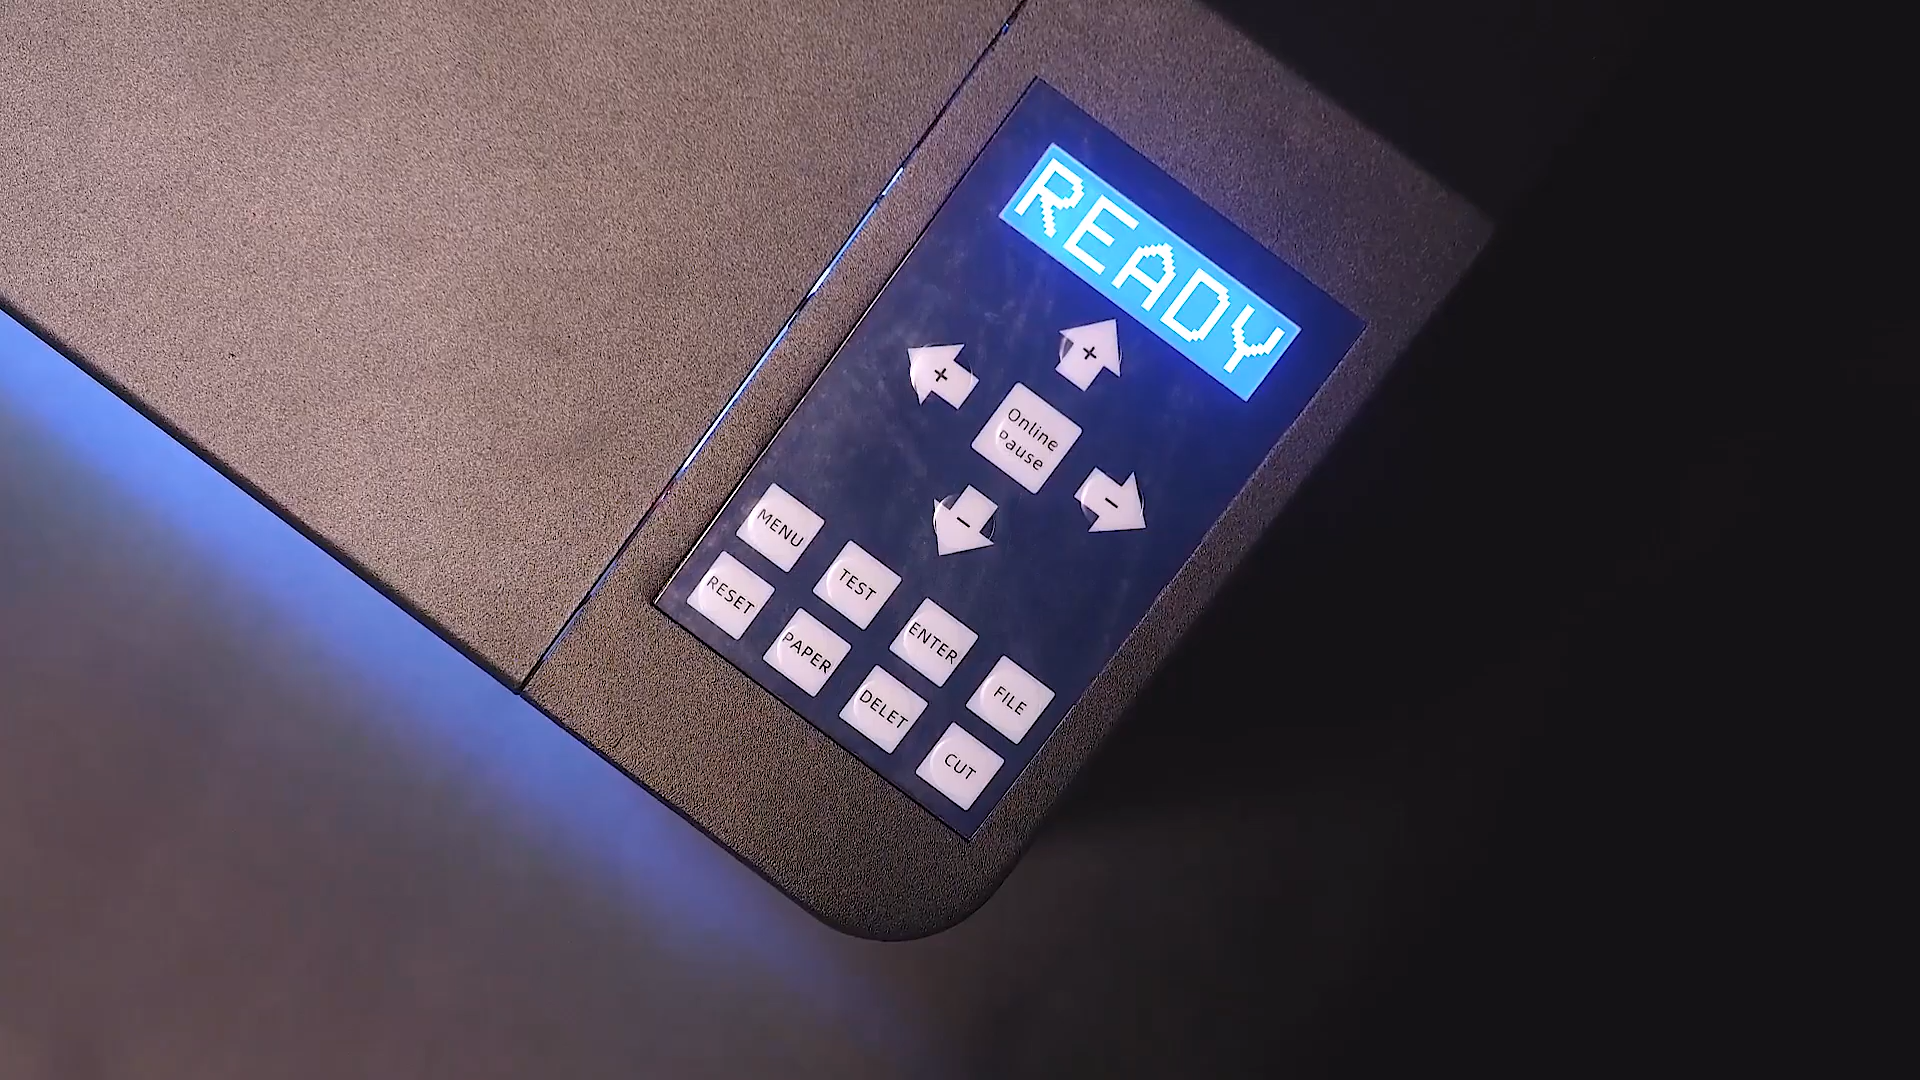 READY
+
+
Online
Pause
-
-
MENU
TEST
ENTER
FILE
RESET
PAPER
DELET
CUT